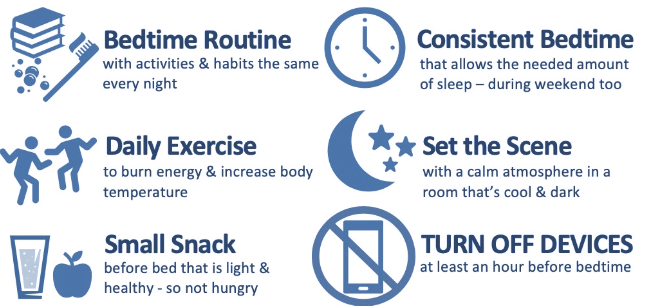 Bedtime Routine
with activities & habits the same
every night
Consistent Bedtime
that allows the needed amount
of sleep – during weekend too
Daily Exercise
to burn energy & increase body
temperature
Set the Scene
with a calm atmosphere in a
room that's cool & dark
Small Snack
before bed that is light &
healthy - so not hungry
TURN OFF DEVICES
at least an hour before bedtime